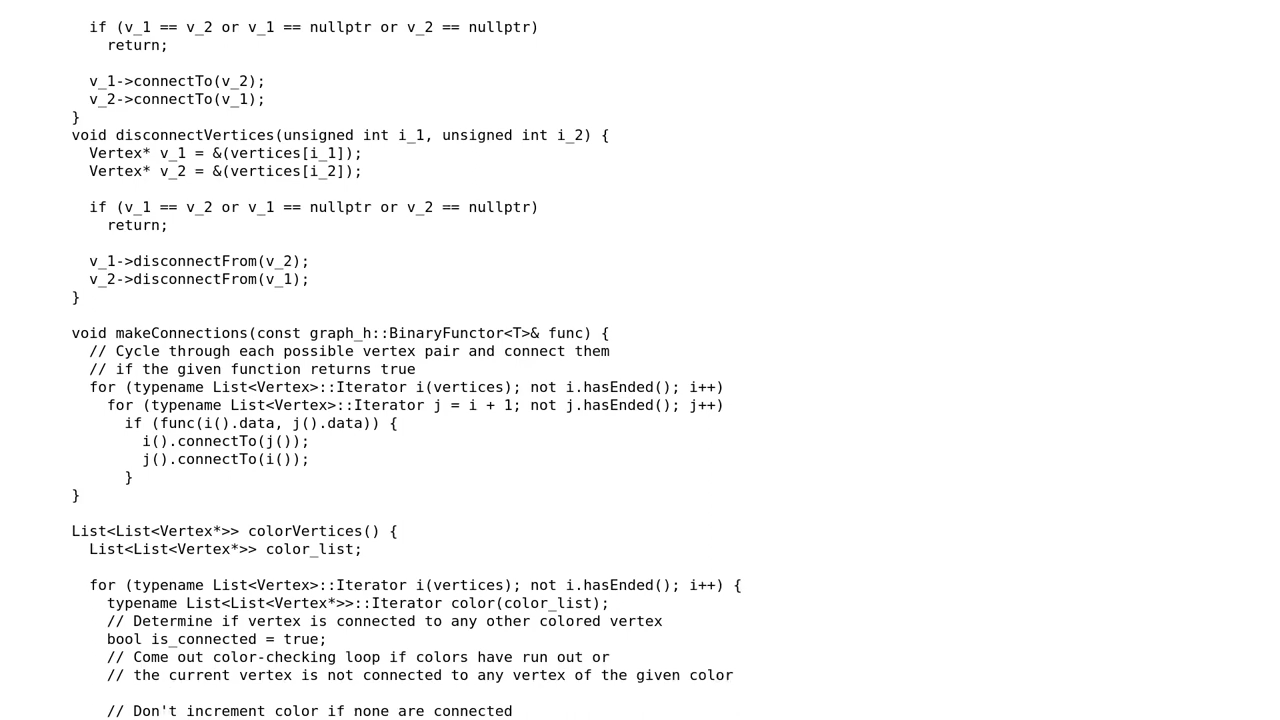 if (v_1 == v_2 or v_1 == nullptr or v_2 == nullptr)
return;
v_1->connectTo(v_2);
v_2->connectTo(v_1);
}
void disconnectVertices(unsigned int i_1, unsigned int i_2) {
Vertex* v_1 = &(vertices[i_1]);
Vertex* v_2 = &(vertices[i_2]);
if (v_1 == v_2 or v_1 == nullptr or v_2 == nullptr)
return;
v_1->disconnectFrom(v_2);
v_2->disconnectFrom(v_1);
}
void makeConnections(const graph_h::BinaryFunctor<T>& func) {
// Cycle through each possible vertex pair and connect them
// if the given function returns true
for (typename List<Vertex>::Iterator i(vertices); not i.hasEnded(); i++)
for (typename List<Vertex>::Iterator j = i + 1; not j.hasEnded(); j++)
if (func(i().data, j().data)) {
i().connectTo(j());
j().connectTo(i());
}
}
List<List<Vertex*>> colorVertices() {
List<List<Vertex*>> color_list;
for (typename List<Vertex>::Iterator i(vertices); not i.hasEnded(); i++) {
typename List<List<Vertex*>>::Iterator color(color_list);
// Determine if vertex is connected to any other colored vertex
bool is_connected = true;
// Come out color-checking loop if colors have run out or
// the current vertex is not connected to any vertex of the given color
// Don't increment color if none are connected